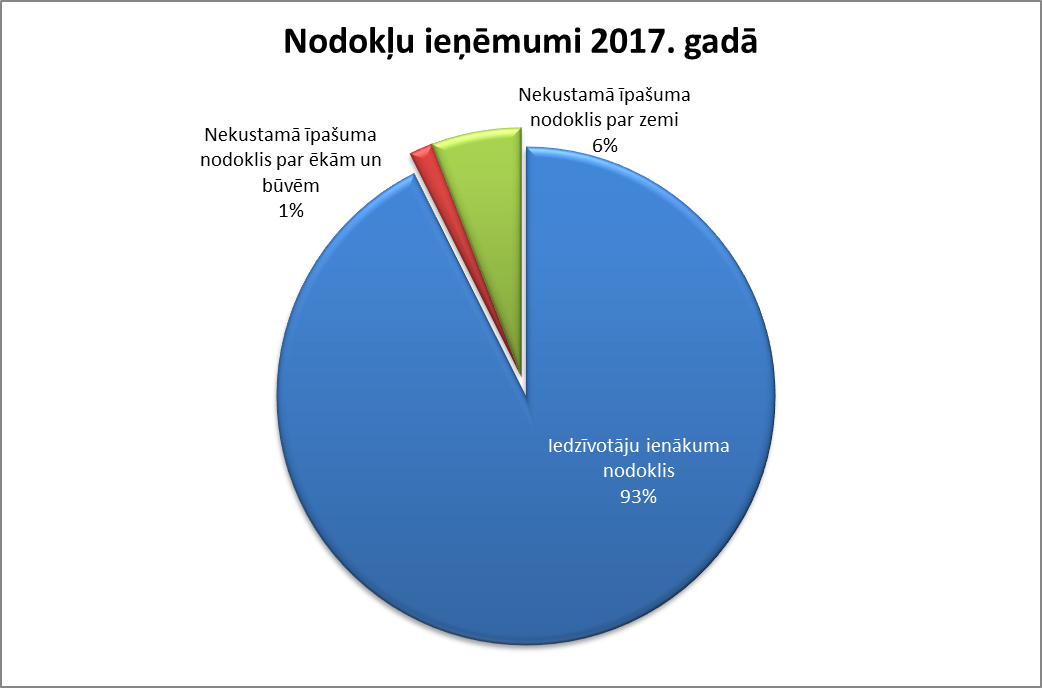 Nodokļu ieņēmumi 2017. gadā
Nekustamā īpašuma
nodoklis par zemi
6%
Nekustamā īpašuma
nodoklis par ēkām un
būvēm
1%
Iedzīvotāju ienākuma
nodoklis
93%